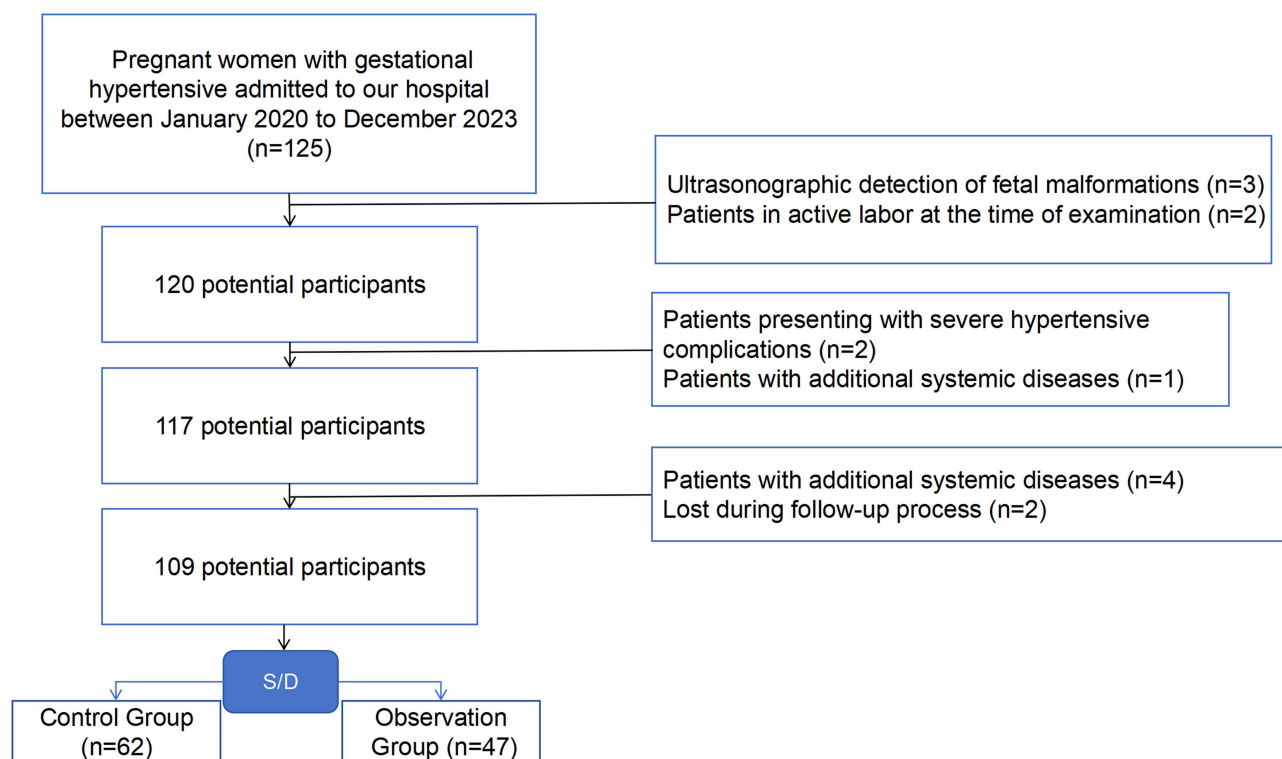 Pregnant women with gestational
hypertensive admitted to our hospital
between January 2020 to December 2023
(n=125)
Ultrasonographic detection of fetal malformations (n=3)
Patients in active labor at the time of examination (n=2)
120 potential participants
Patients presenting with severe hypertensive
complications (n=2)
Patients with additional systemic diseases (n=1)
117 potential participants
Patients with additional systemic diseases (n=4)
Lost during follow-up process (n=2)
109 potential participants
S/D
Control Group
(n=62)
Observation
Group (n=47)